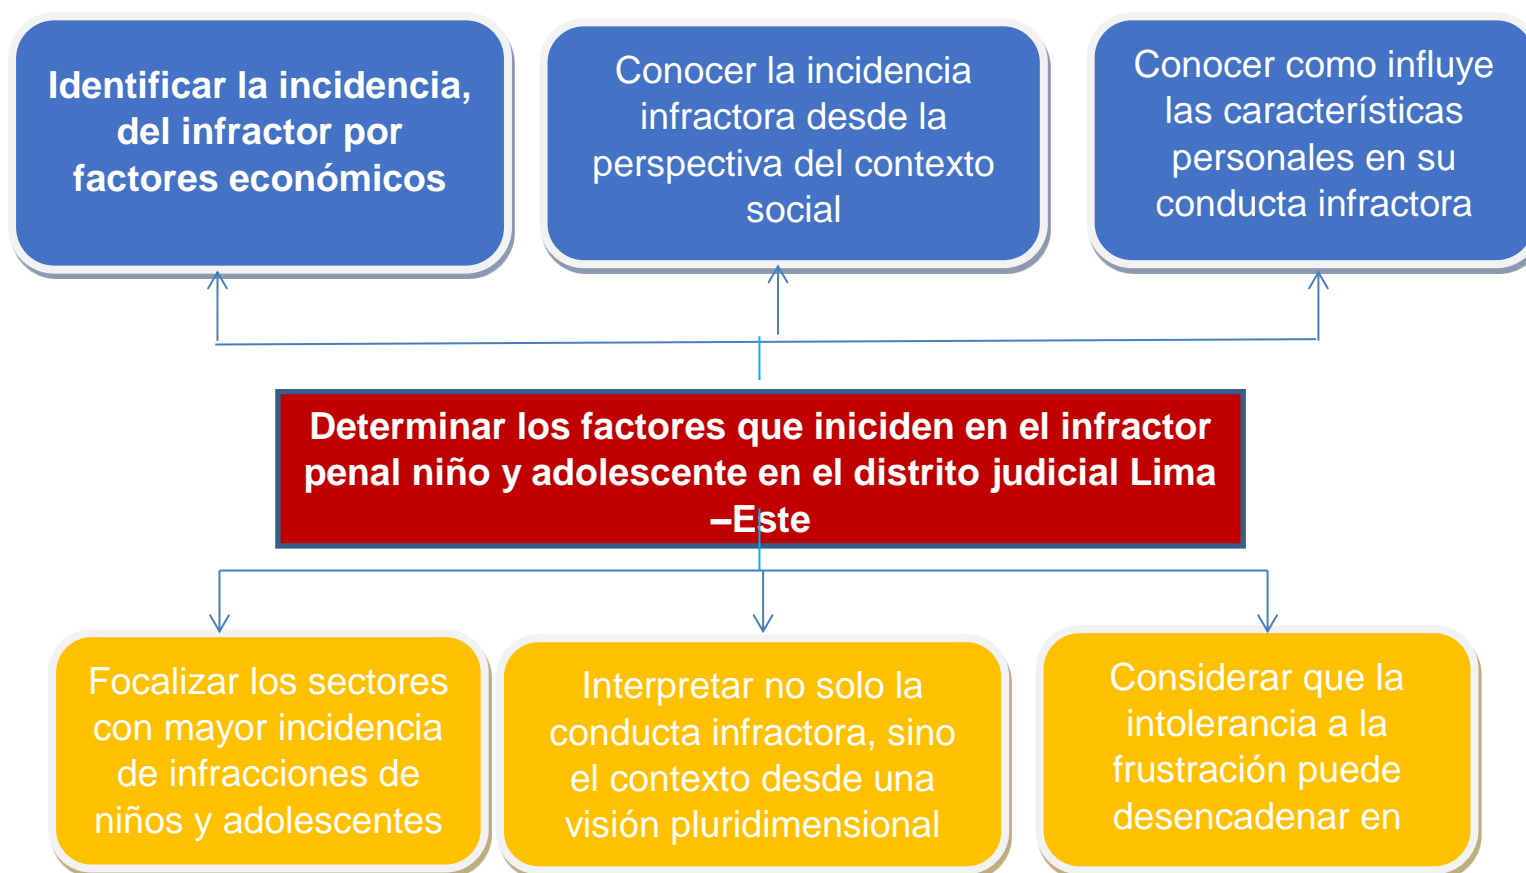 Identificar la incidencia,
del infractor por
factores económicos
Conocer la incidencia
infractora desde la
perspectiva del contexto
social
Conocer como influye
las características
personales en su
conducta infractora
Determinar los factores que iniciden en el infractor
penal niño y adolescente en el distrito judicial Lima
–Este
Focalizar los sectores
con mayor incidencia
de infracciones de
niños y adolescentes
Interpretar no solo la
conducta infractora, sino
el contexto desde una
visión pluridimensional
Considerar que la
intolerancia a la
frustración puede
desencadenar en